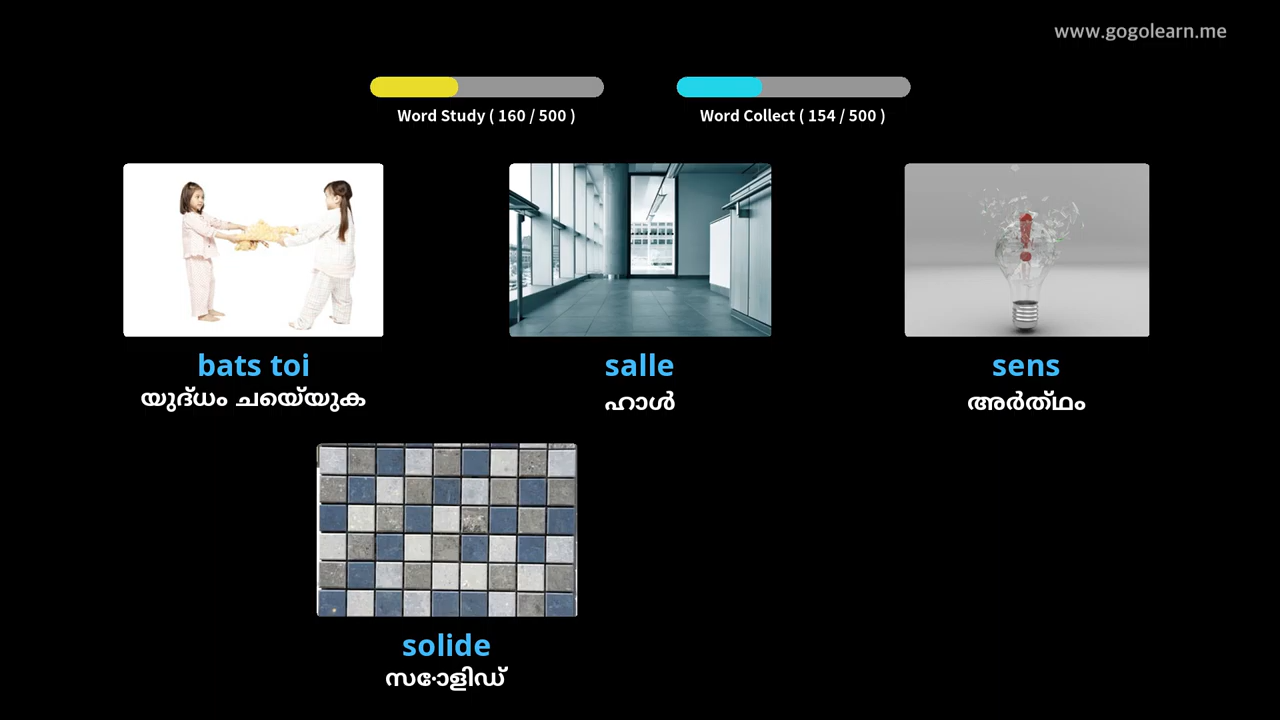 www.gogolearn.me
Word Study ( 160 / 500 )
Word Collect ( 154 / 500 )
bats toi
യുദ്ധം ചെയ്യുക
salle
ഹാൾ
sens
അർത്ഥം
solide
സോളിഡ്